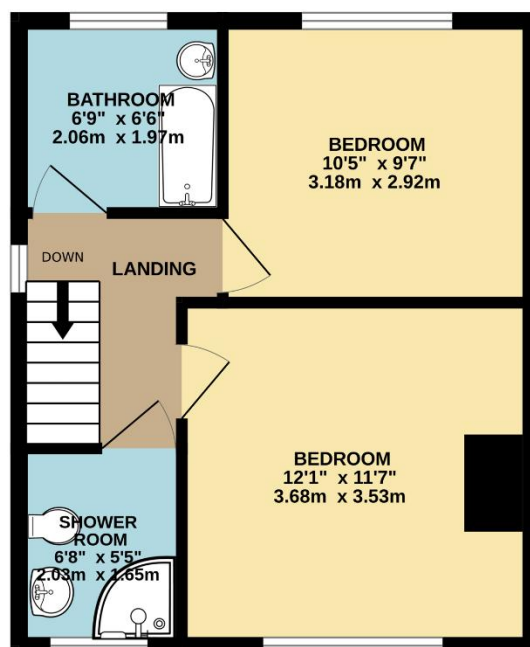 BATHROOM
6'9" x 6'6"
2.06m x 1.97m
BEDROOM
10'5" x 9'7"
3.18m x 2.92m
DOWN
LANDING
BEDROOM
12'1" x 11'7"
3.68m x 3.53m
SHOWER
ROOM
6'8" x 5'5"
2.03m x 1.65m